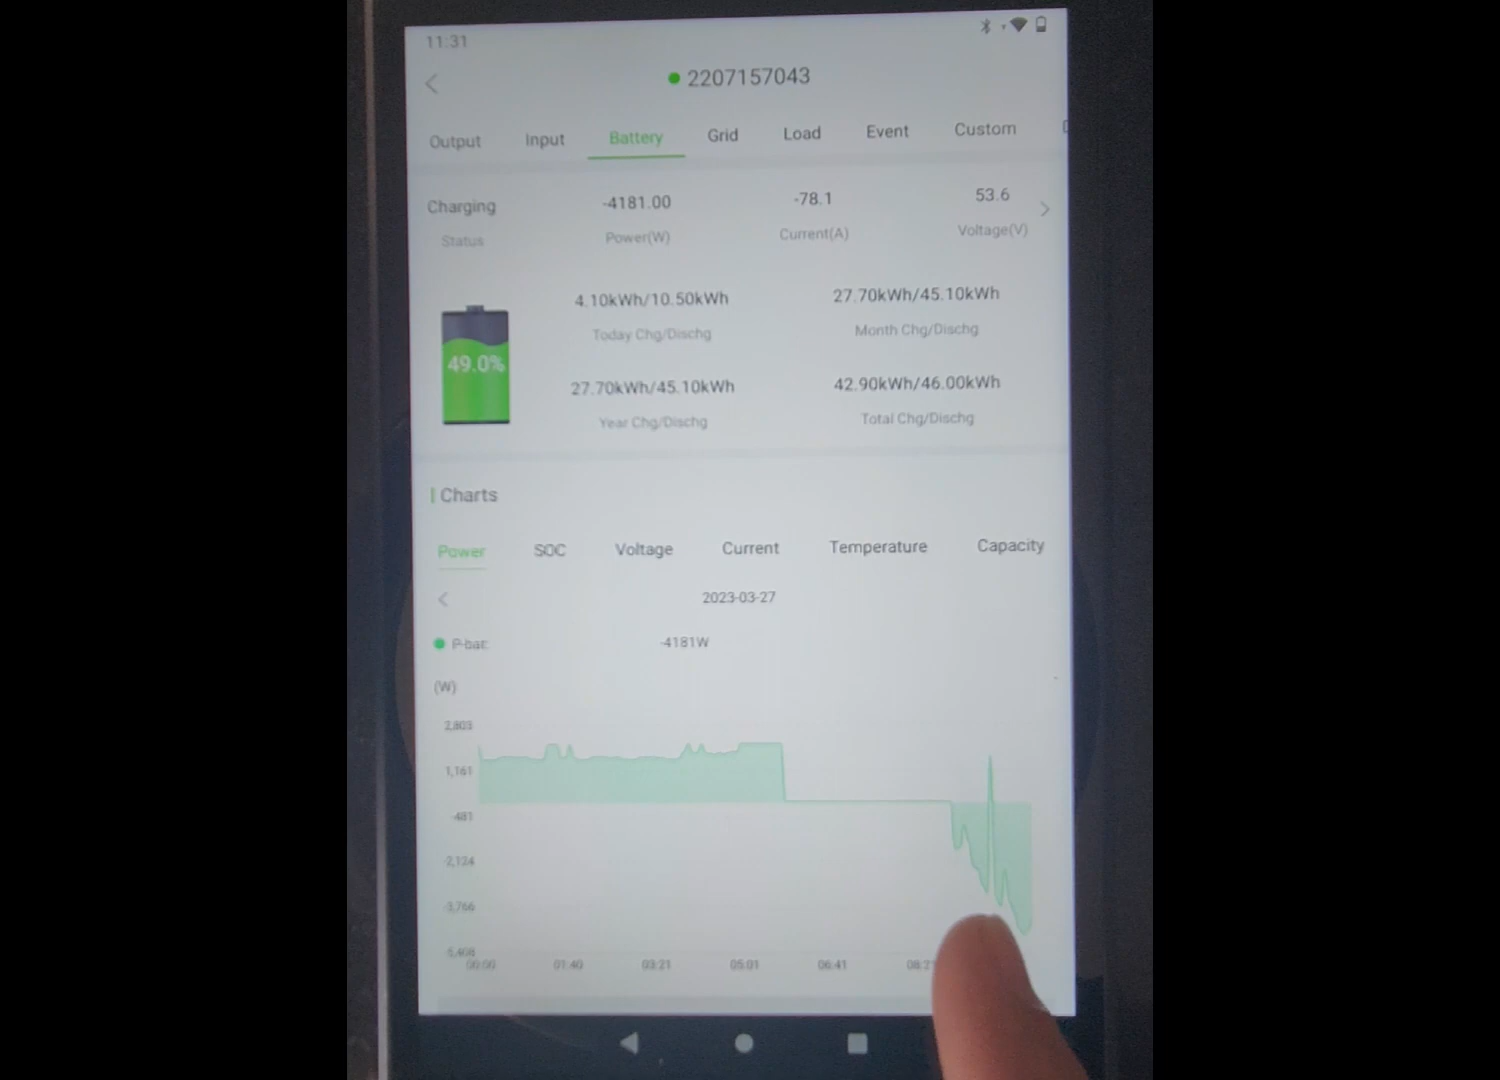 11:31
2207157043
Output Input Battery Grid Load Event Custom
Charging -4181.00 -78.1 53.6
Status Power(W) Current(A) Voltage(V)
4.10kWh/10.50kWh 27.70kWh/45.10kWh
Today Chg/Dischg Month Chg/Dischg
49.0%
27.70kWh/45.10kWh 42.90kWh/46.00kWh
Year Chg/Dischg Total Chg/Dischg
Charts
Power SOC Voltage Current Temperature Capacity
2023-03-27
P-bat: -4181W
(W)
2,803
1,161
-481
-2,124
-3,766
-5,408
00:00 01:40 03:21 05:01 06:41